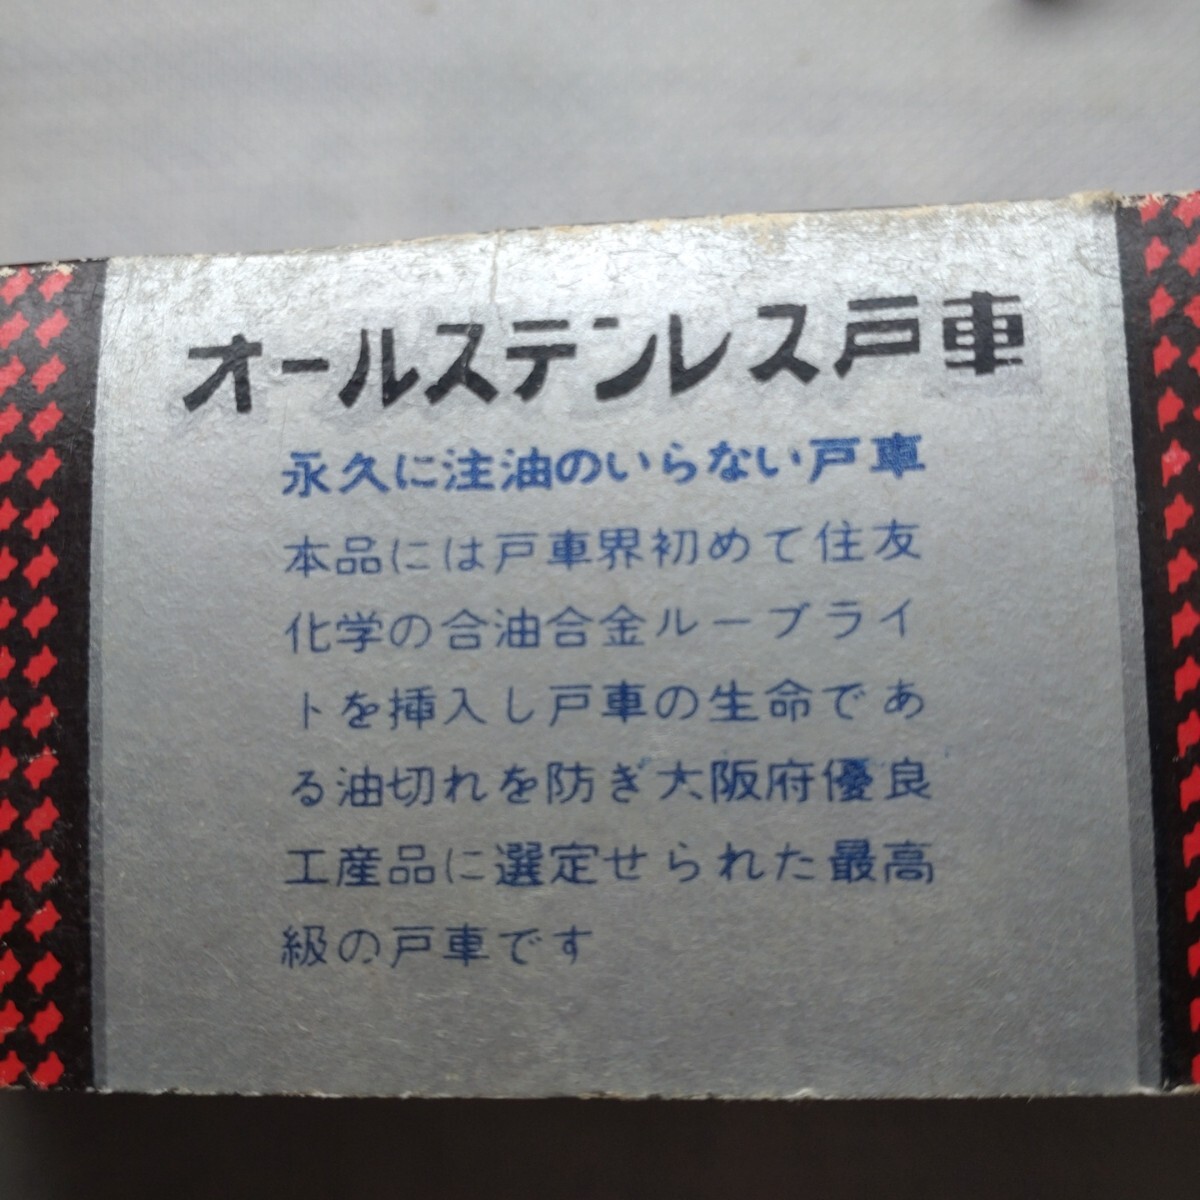 オールステンレス戸車
永久に注油のいらない戸車
本品には戸車界初めて住友
化学の合油合金ルーブライ
トを挿入し戸車の生命であ
る油切れを防ぎ大阪府優良
工産品に選定せられた最高
級の戸車です